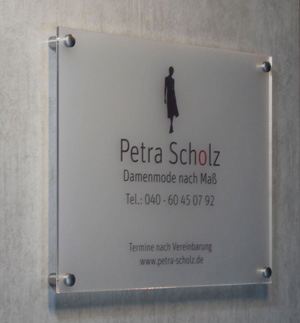 Petra Scholz
Damenmode nach Maß
Tel.: 040 - 60 45 07 92
Termine nach Vereinbarung
www.petra-scholz.de